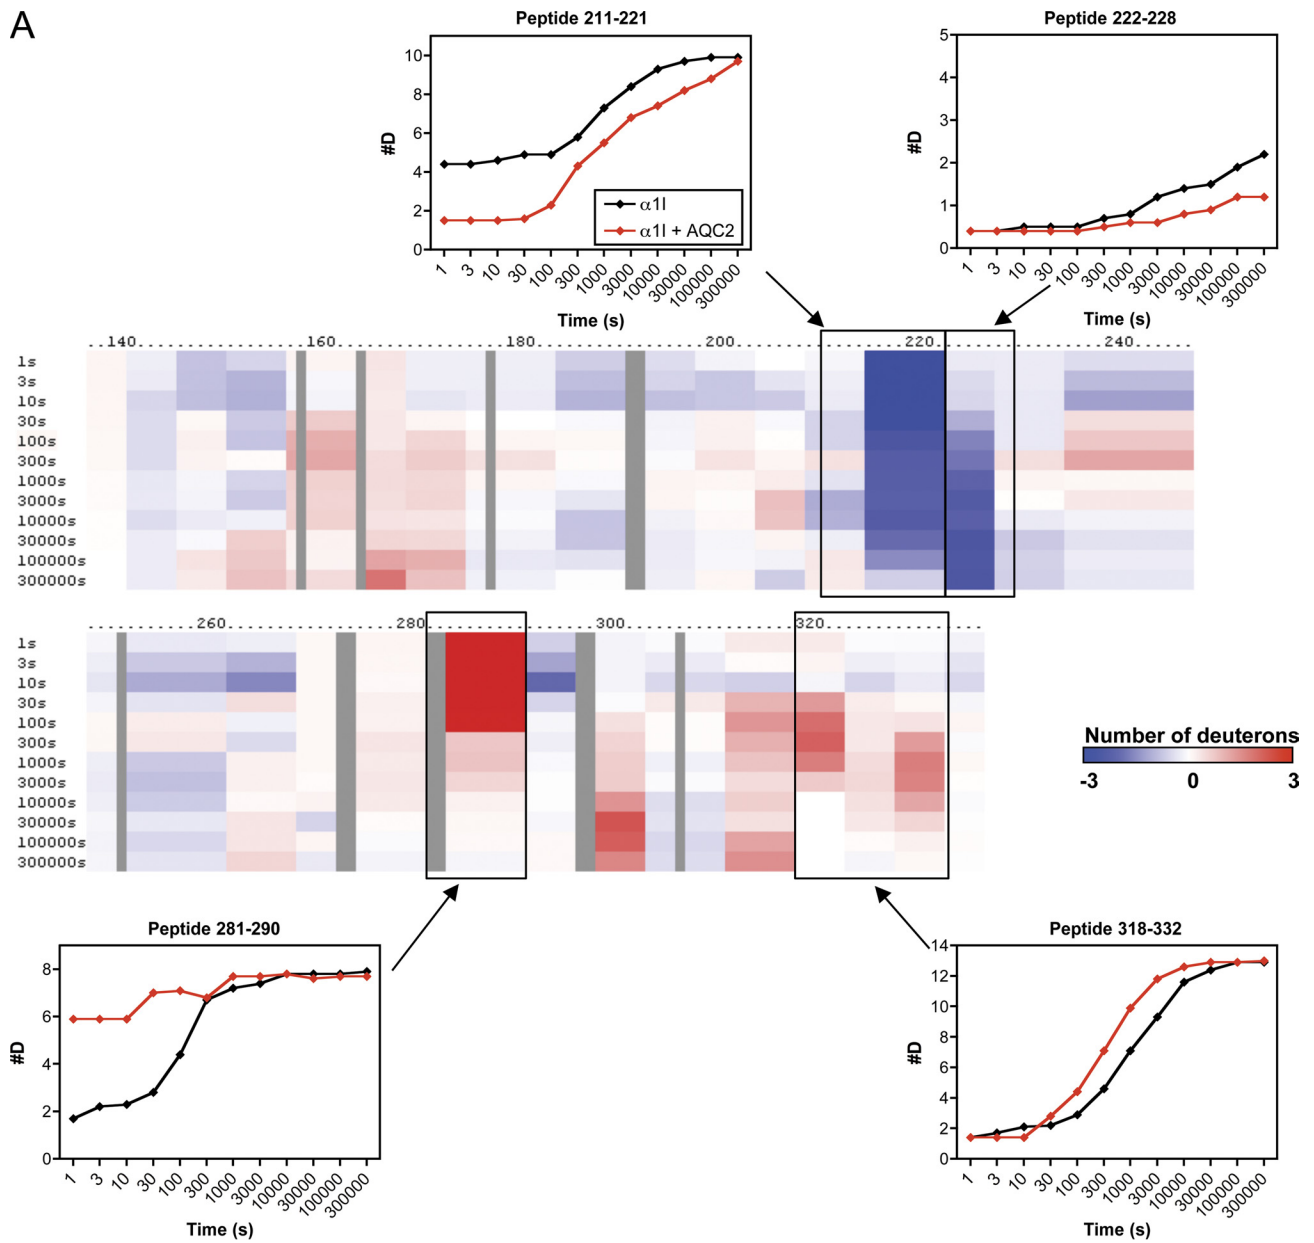 A
Peptide 211-221
#D
10
8
6
4
2
0
α1I
α1I + AQC2
1 3 10 30 100 300 1000 3000 10000 30000 100000 300000
Time (s)
Peptide 222-228
#D
5
4
3
2
1
0
1 3 10 30 100 300 1000 3000 10000 30000 100000 300000
Time (s)
140 160 180 200 220 240
1s
3s
10s
30s
100s
300s
1000s
3000s
10000s
30000s
100000s
300000s
260 280 300 320
1s
3s
10s
30s
100s
300s
1000s
3000s
10000s
30000s
100000s
300000s
Number of deuterons
-3 0 3
Peptide 281-290
#D
8
6
4
2
0
1 3 10 30 100 300 1000 3000 10000 30000 100000 300000
Time (s)
Peptide 318-332
#D
14
12
10
8
6
4
2
0
1 3 10 30 100 300 1000 3000 10000 30000 100000 300000
Time (s)